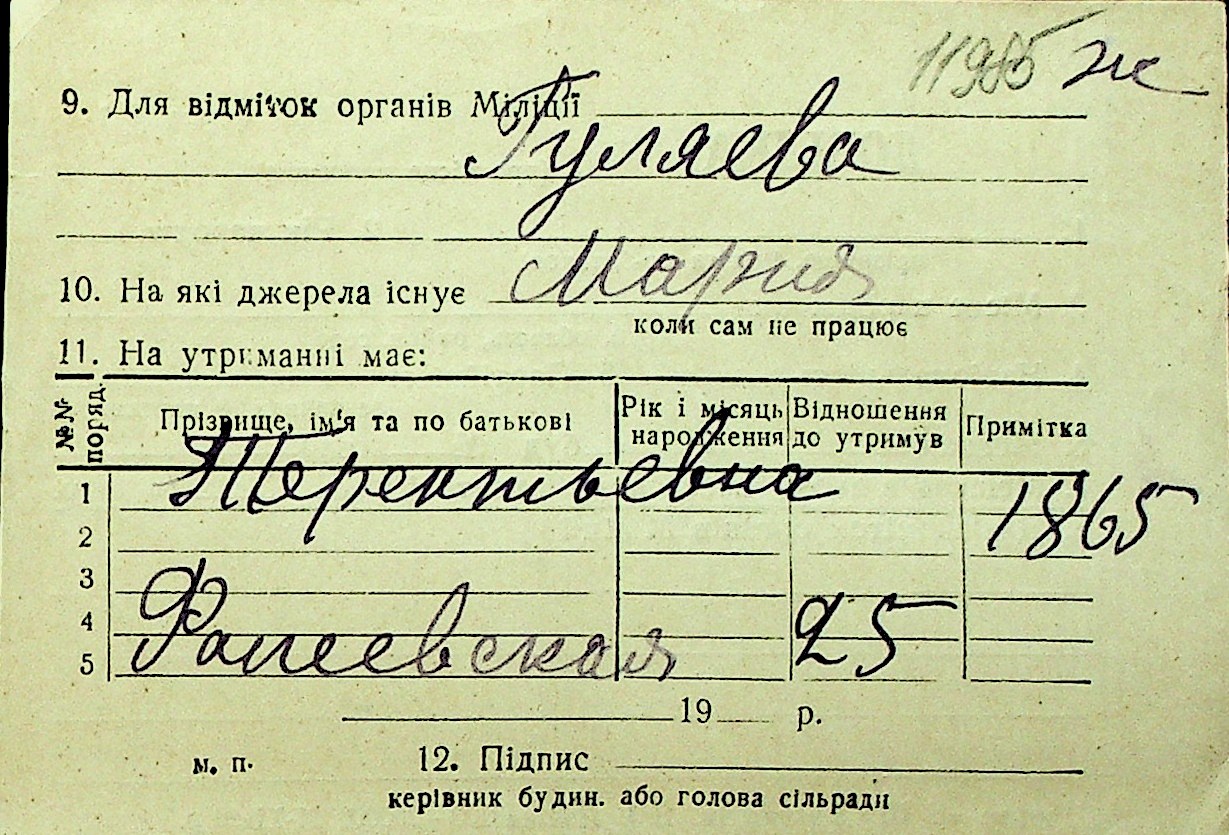 11985 ж
9. Для відміток органів Міліції
Гуляева
10. На які джерела існує Мария
коли сам не працює
11. На утриманні має:
№№ поряд. Прізвище, ім'я та по батькові Рік і місяць народження Відношення до утримув Примітка
Терентьевна
1 1865
2
3
4 25
5
19 р.
м. п. 12. Підпис
керівник будин. або голова сільради